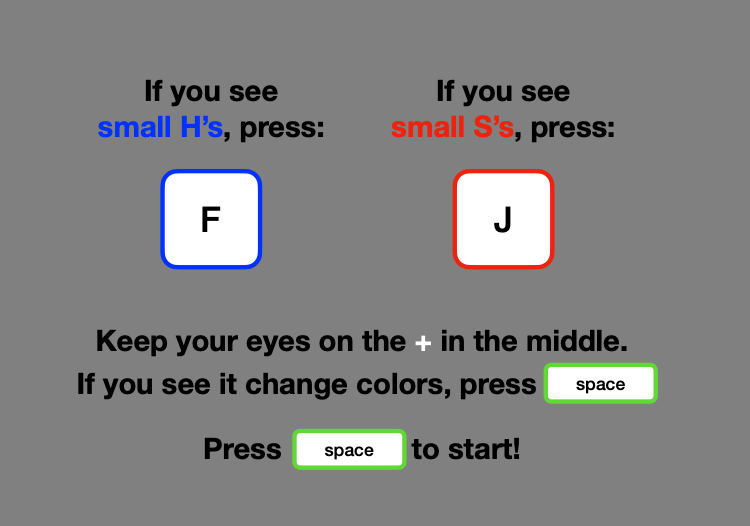 If you see
small H’s, press:
F
If you see
small S’s, press:
J
Keep your eyes on the + in the middle.
If you see it change colors, press space
Press space to start!